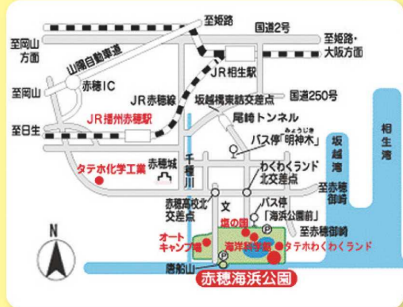 至姫路
国道2号
至岡山
方面
山陽自動車道
至姫路・
大阪方面
JR相生駅
至岡山
赤穂IC
JR赤穂線
坂越橋東詰交差点
国道250号
JR播州赤穂駅
尾崎トンネル
至日生
バス停「明神木」
みょうじぎ
坂越湾
相生湾
タテホ化学工業
赤穂城
千種川
わくわくランド
北交差点
至赤穂
御崎
赤穂高校北
交差点
文
バス停
「海浜公園前」
塩の国
至赤穂御崎
オート
キャンプ場
海洋科学館
タテホわくわくランド
P
P
唐船山
N
赤穂海浜公園